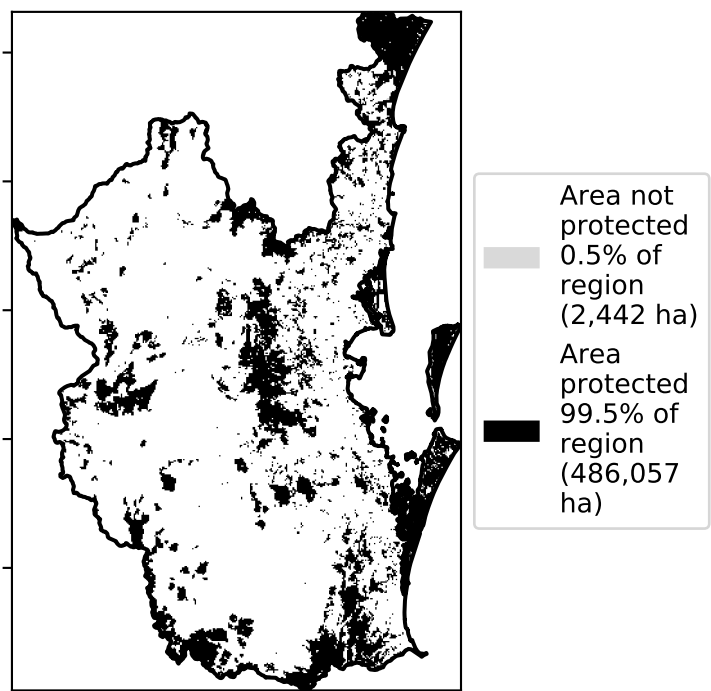 Area not
protected
0.5% of
region
(2,442 ha)
Area
protected
99.5% of
region
(486,057
ha)